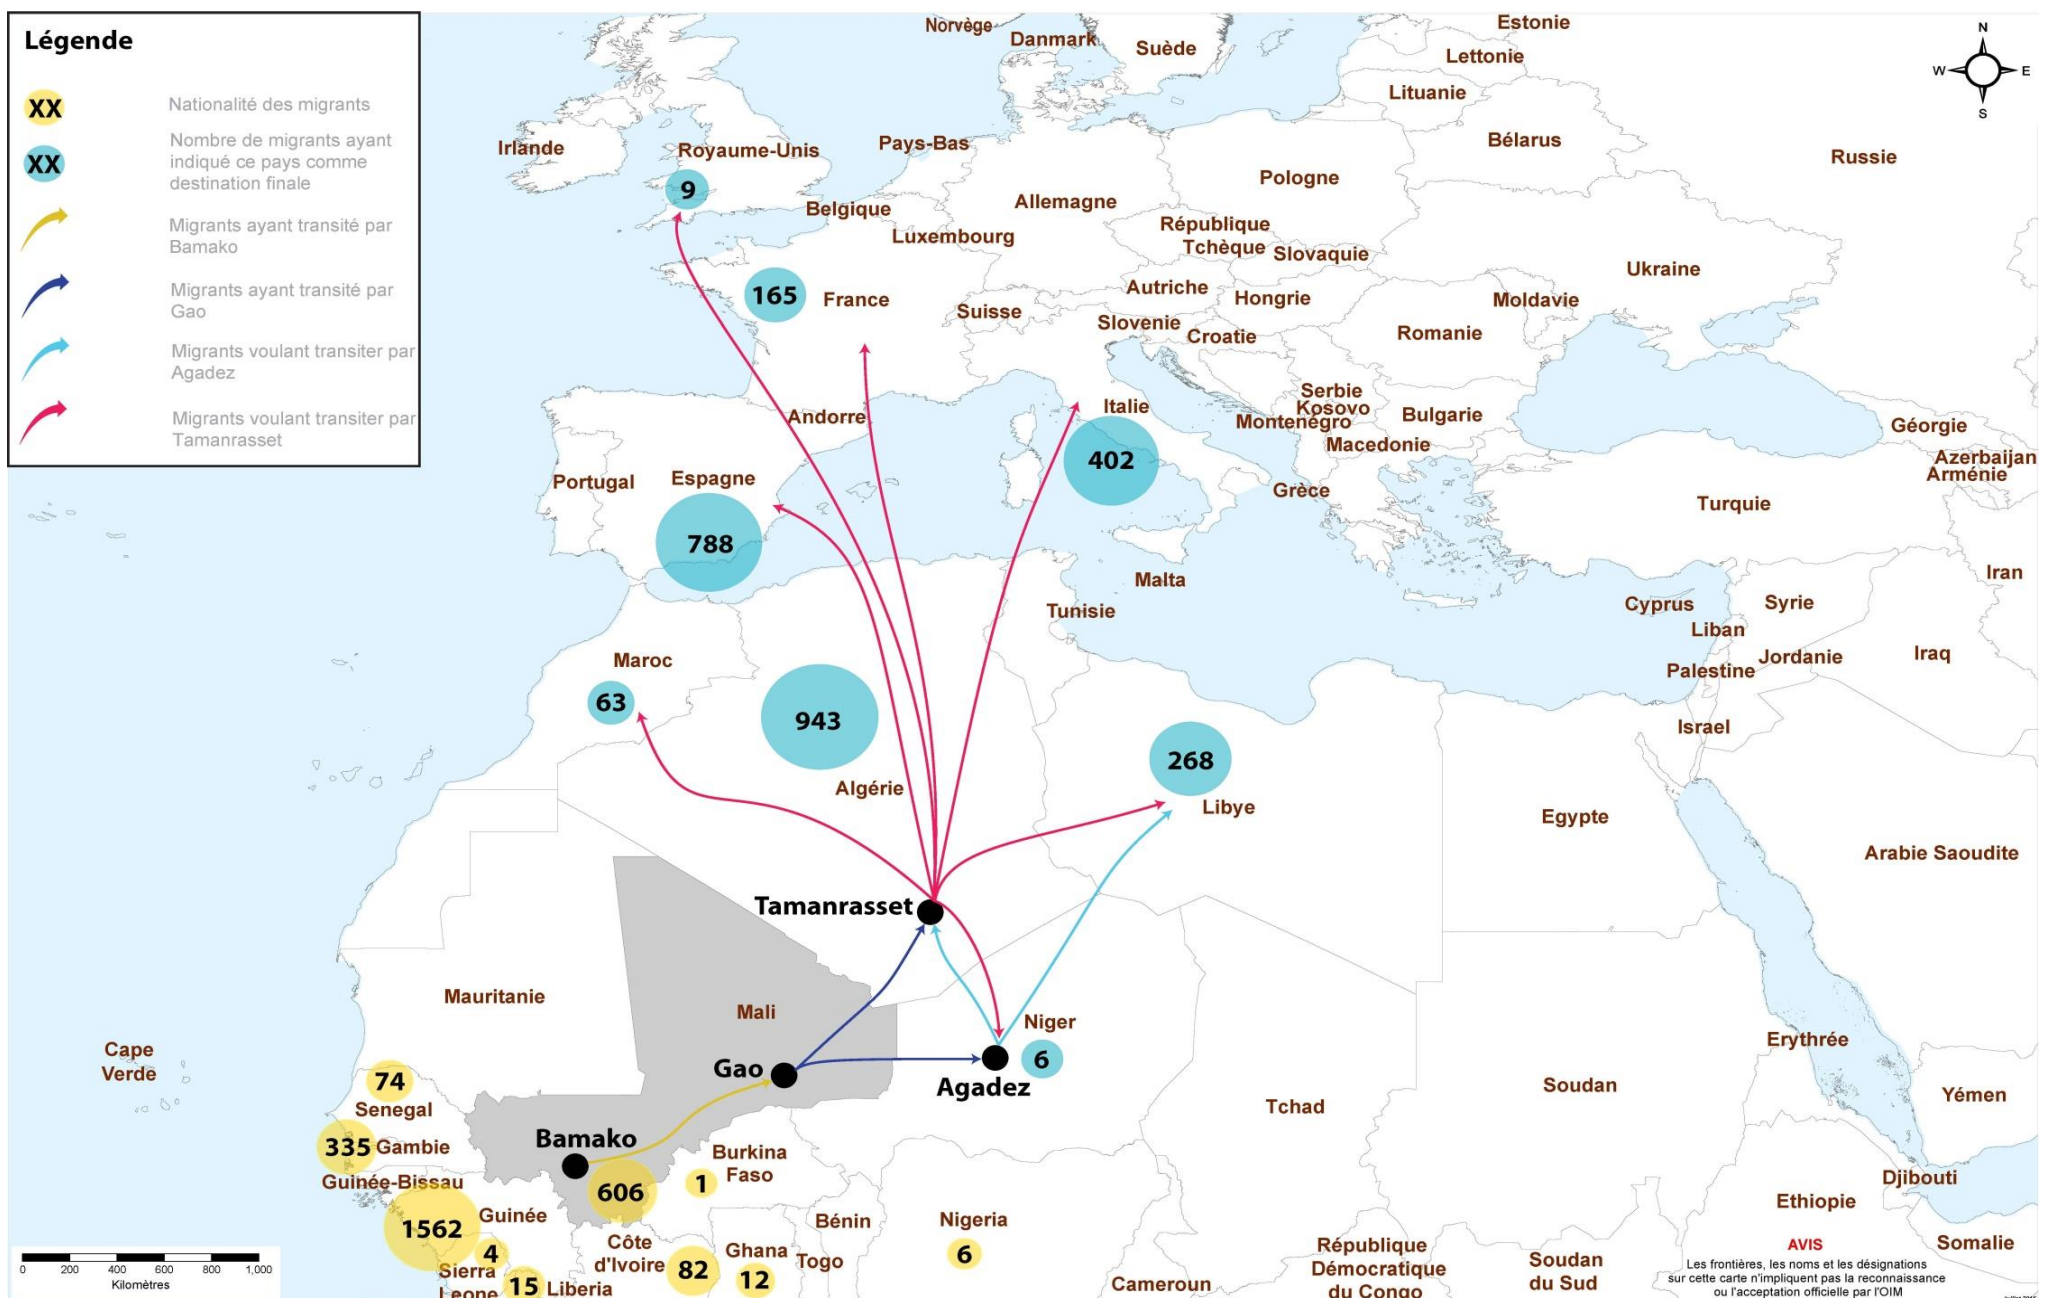 Légende
XX
Nationalité des migrants
XX
Nombre de migrants ayant
indiqué ce pays comme
destination finale
Migrants ayant transité par
Bamako
Migrants ayant transité par
Gao
Migrants voulant transiter par
Agadez
Migrants voulant transiter par
Tamanrasset
N
W
E
S
Norvège
Danmark
Suède
Estonie
Lettonie
Lituanie
Irlande
Royaume-Unis
9
Pays-Bas
Bélarus
Russie
Pologne
Allemagne
Belgique
Luxembourg
République
Tchèque
Slovaquie
Ukraine
165
France
Suisse
Autriche
Hongrie
Moldavie
Slovenie
Croatie
Romanie
Andorre
Italie
402
Serbie
Kosovo
Montenégro
Macedonie
Bulgarie
Géorgie
Azerbaijan
Arménie
Portugal
Espagne
788
Grèce
Turquie
Malta
Tunisie
Cyprus
Syrie
Iran
Liban
Palestine
Jordanie
Iraq
Israel
Maroc
63
943
Algérie
268
Libye
Egypte
Arabie Saoudite
Tamanrasset
Mauritanie
Mali
Gao
Niger
6
Agadez
Cape
Verde
74
Senegal
335
Gambie
Guinée-Bissau
1562
Guinée
4
Sierra
Leone
15
Liberia
Bamako
606
Burkina
Faso
1
Côte
d'Ivoire
82
Ghana
12
Togo
Bénin
Nigeria
6
Cameroun
Tchad
Soudan
Erythrée
Yémen
Djibouti
Ethiopie
Somalie
République
Démocratique
du Congo
Soudan
du Sud
0 200 400 600 800 1,000
Kilomètres
AVIS
Les frontières, les noms et les désignations
sur cette carte n'impliquent pas la reconnaissance
ou l'acceptation officielle par l'OIM